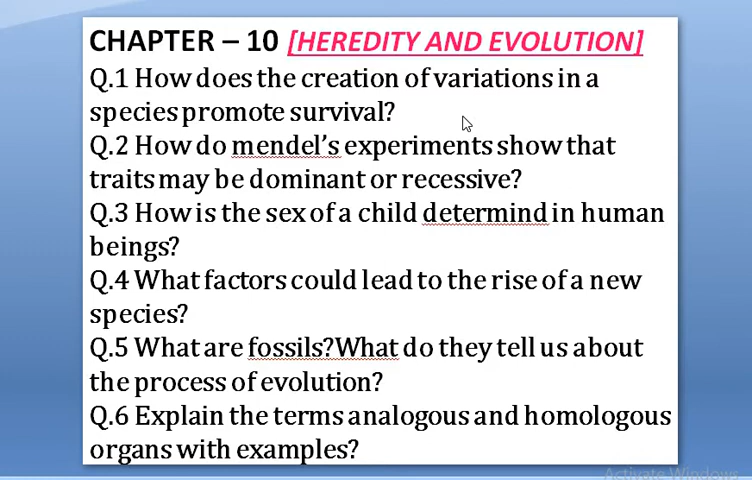 CHAPTER – 10 [HEREDITY AND EVOLUTION]
Q.1 How does the creation of variations in a
species promote survival?
Q.2 How do mendel’s experiments show that
traits may be dominant or recessive?
Q.3 How is the sex of a child determind in human
beings?
Q.4 What factors could lead to the rise of a new
species?
Q.5 What are fossils?What do they tell us about
the process of evolution?
Q.6 Explain the terms analogous and homologous
organs with examples?
Activate Windows